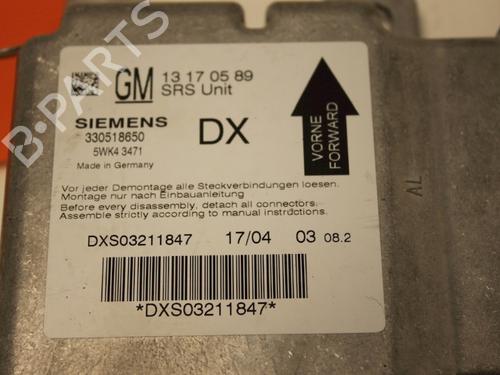 GM 13 17 05 89
SRS Unit
SIEMENS
330518650
5WK4 3471
Made in Germany
DX
VORNE
FORWARD
Vor jeder Demontage alle Steckverbindungen loesen.
Montage nur nach Einbauanleitung
Before every disassembly, detach all connectors.
Assemble strictly according to manual instructions.
DXS03211847 17/04 03 08.2
*DXS03211847*
AL
B-PARTS